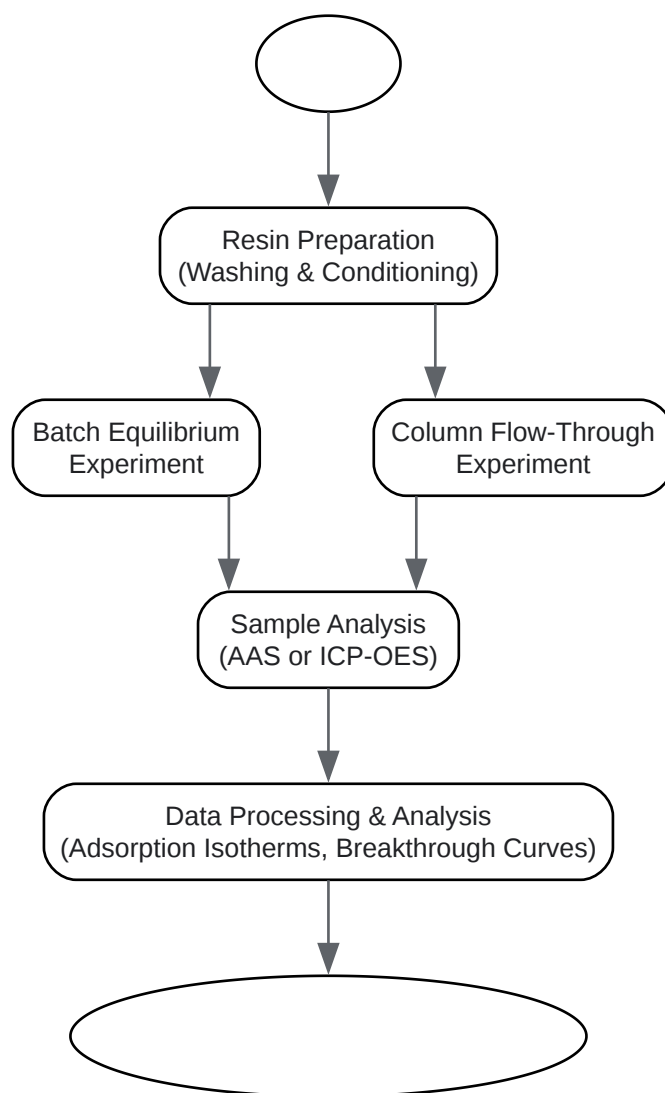 Resin Preparation
(Washing & Conditioning)
Batch Equilibrium
Experiment
Column Flow-Through
Experiment
Sample Analysis
(AAS or ICP-OES)
Data Processing & Analysis
(Adsorption Isotherms, Breakthrough Curves)